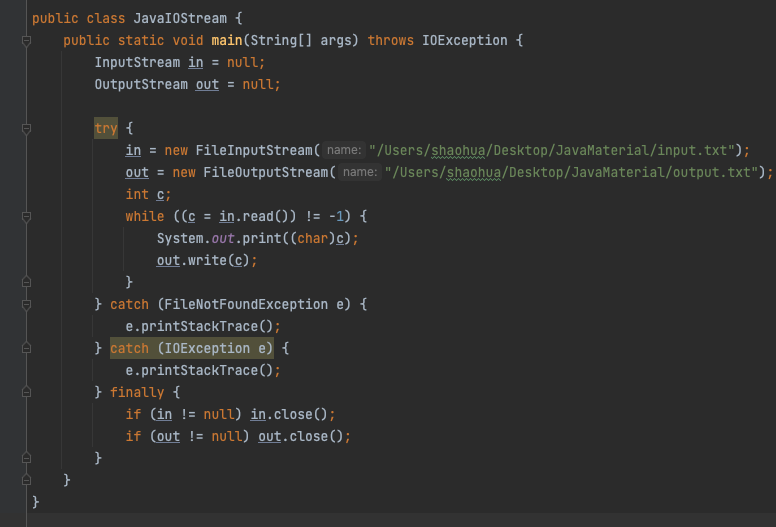 public class JavaIOStream {
public static void main(String[] args) throws IOException {
InputStream in = null;
OutputStream out = null;
try {
in = new FileInputStream( name: "/Users/shaohua/Desktop/JavaMaterial/input.txt");
out = new FileOutputStream( name: "/Users/shaohua/Desktop/JavaMaterial/output.txt");
int c;
while ((c = in.read()) != -1) {
System.out.print((char)c);
out.write(c);
}
} catch (FileNotFoundException e) {
e.printStackTrace();
} catch (IOException e) {
e.printStackTrace();
} finally {
if (in != null) in.close();
if (out != null) out.close();
}
}
}